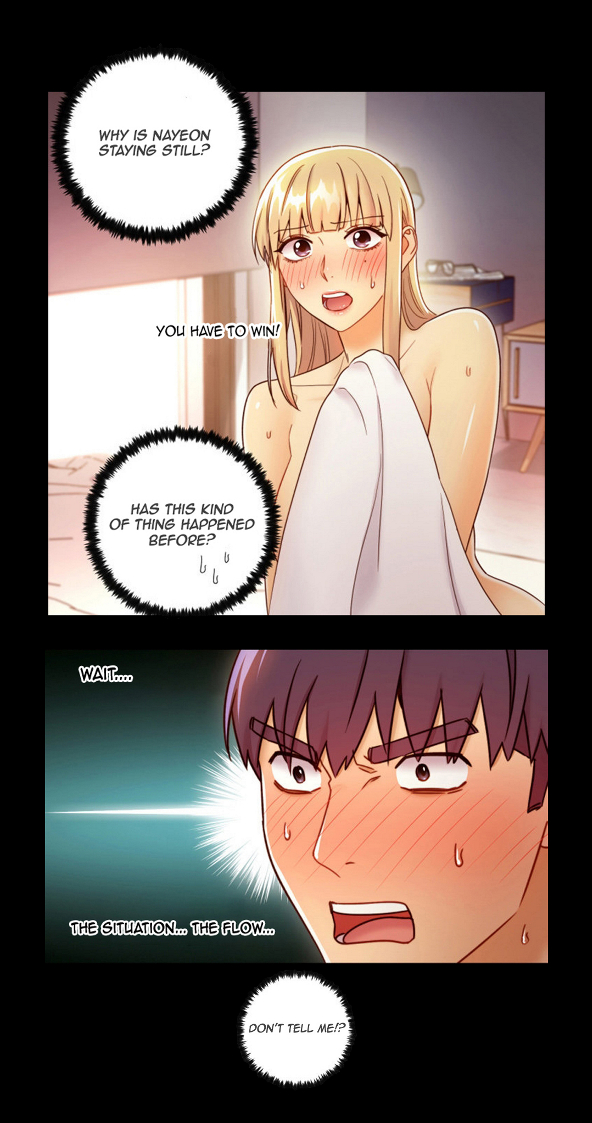 WHY IS NAYEON
STAYING STILL?
YOU HAVE TO WIN!
HAS THIS KIND
OF THING HAPPENED
BEFORE?
WAIT....
THE SITUATION... THE FLOW...
DON'T TELL ME!?